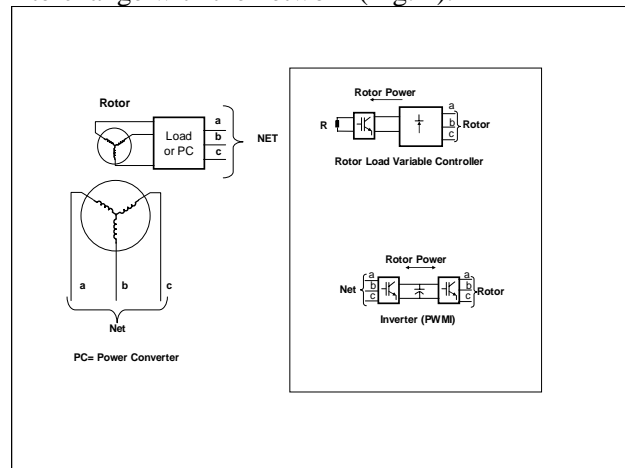 Rotor
Load
or PC
a
b
c
NET
a
b
c
Net
PC= Power Converter
Rotor Power
R
a
b
c
Rotor
Rotor Load Variable Controller
Rotor Power
Net
a
b
c
a
b
c
Rotor
Inverter (PWMI)